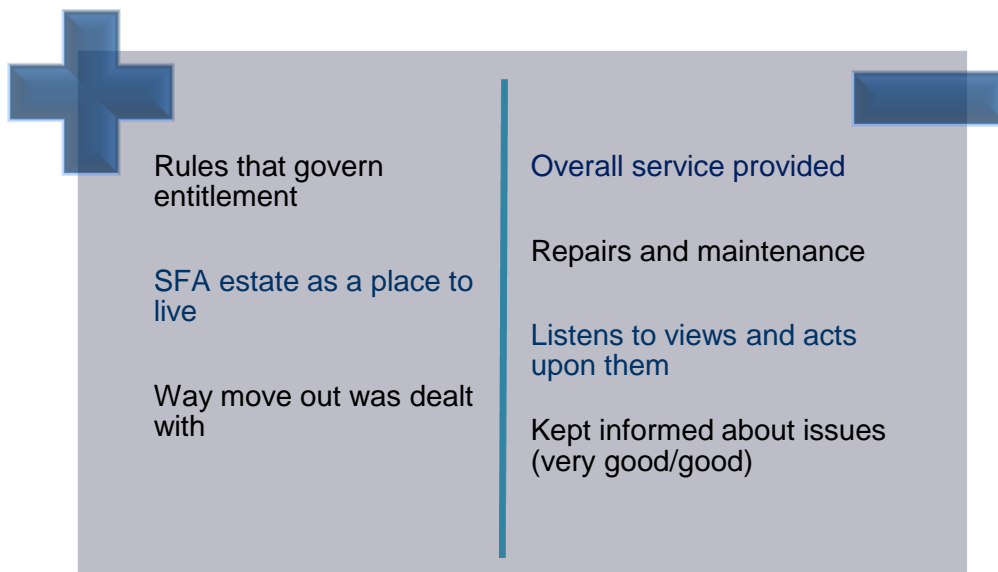 Rules that govern
entitlement
SFA estate as a place to
live
Way move out was dealt
with
Overall service provided
Repairs and maintenance
Listens to views and acts
upon them
Kept informed about issues
(very good/good)